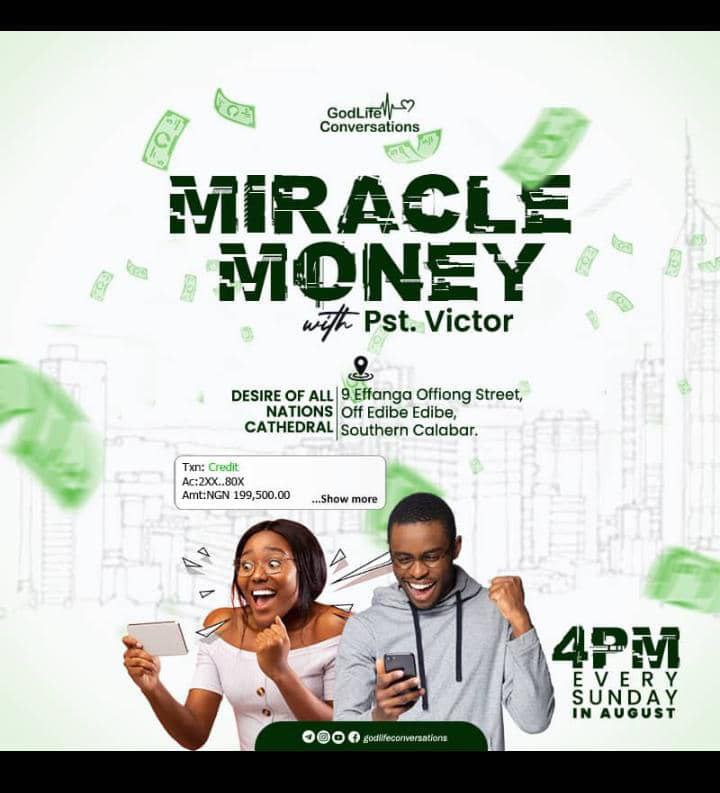 GodLife
Conversations
MIRACLE
MONEY
with Pst. Victor
DESIRE OF ALL
NATIONS
CATHEDRAL
9 Effanga Offiong Street,
Off Edibe Edibe,
Southern Calabar.
Txn: Credit
Ac:2XX..80X
Amt:NGN 199,500.00 ...Show more
4PM
EVERY
SUNDAY
IN AUGUST
godlifeconversations